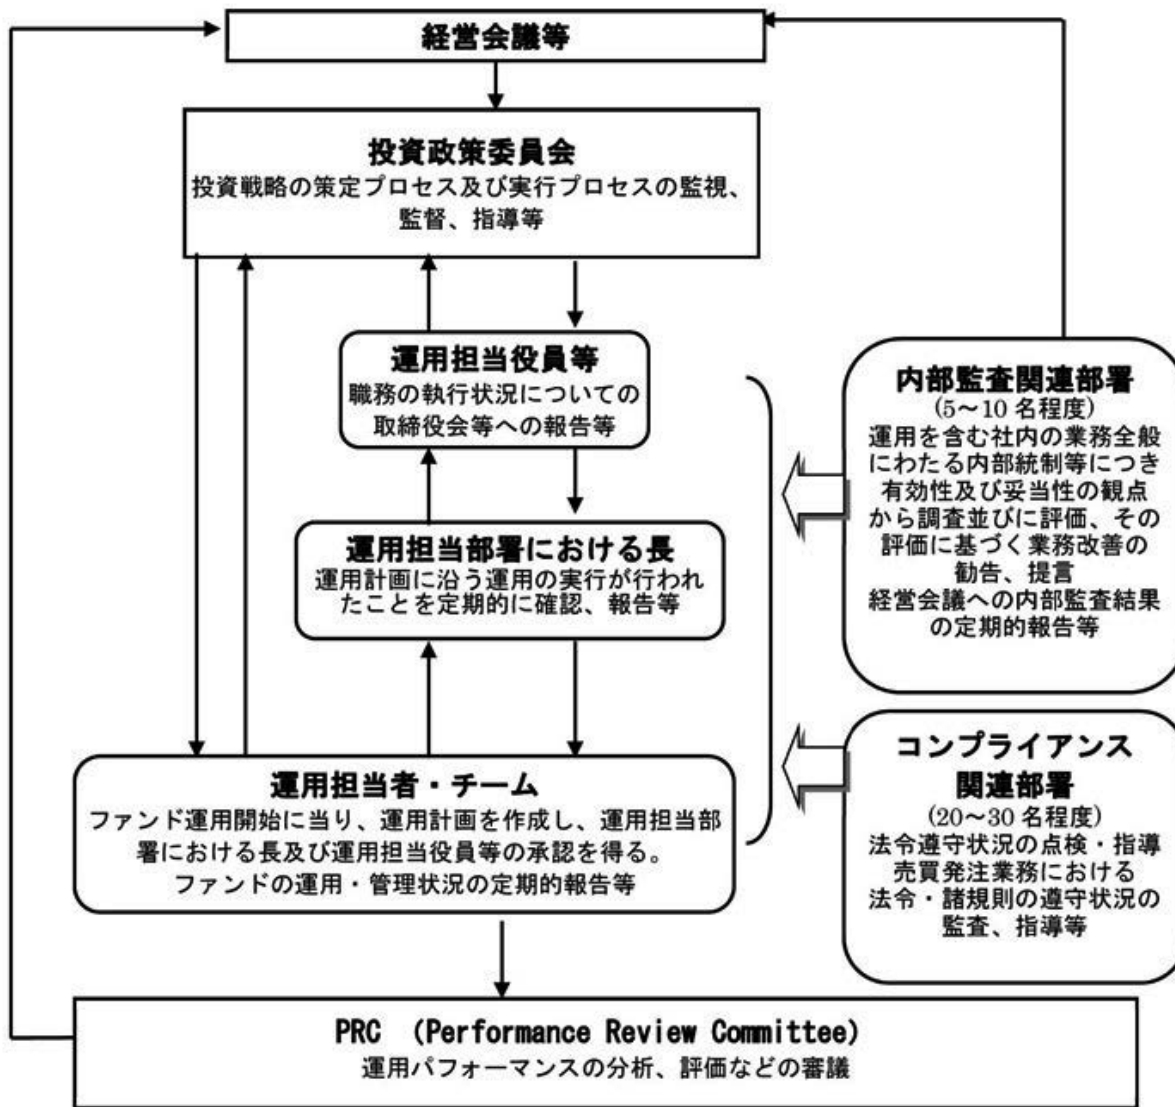 経営会議等
投資政策委員会
投資戦略の策定プロセス及び実行プロセスの監視、
監督、指導等
運用担当役員等
職務の執行状況についての
取締役会等への報告等
運用担当部署における長
運用計画に沿う運用の実行が行われ
たことを定期的に確認、報告等
運用担当者・チーム
ファンド運用開始に当り、運用計画を作成し、運用担当部
署における長及び運用担当役員等の承認を得る。
ファンドの運用・管理状況の定期的報告等
内部監査関連部署
(5～10 名程度)
運用を含む社内の業務全般
にわたる内部統制等につき
有効性及び妥当性の観点
から調査並びに評価、その
評価に基づく業務改善の
勧告、提言
経営会議への内部監査結果
の定期的報告等
コンプライアンス
関連部署
(20～30 名程度)
法令遵守状況の点検・指導
売買発注業務における
法令・諸規則の遵守状況の
監査、指導等
PRC （Performance Review Committee）
運用パフォーマンスの分析、評価などの審議